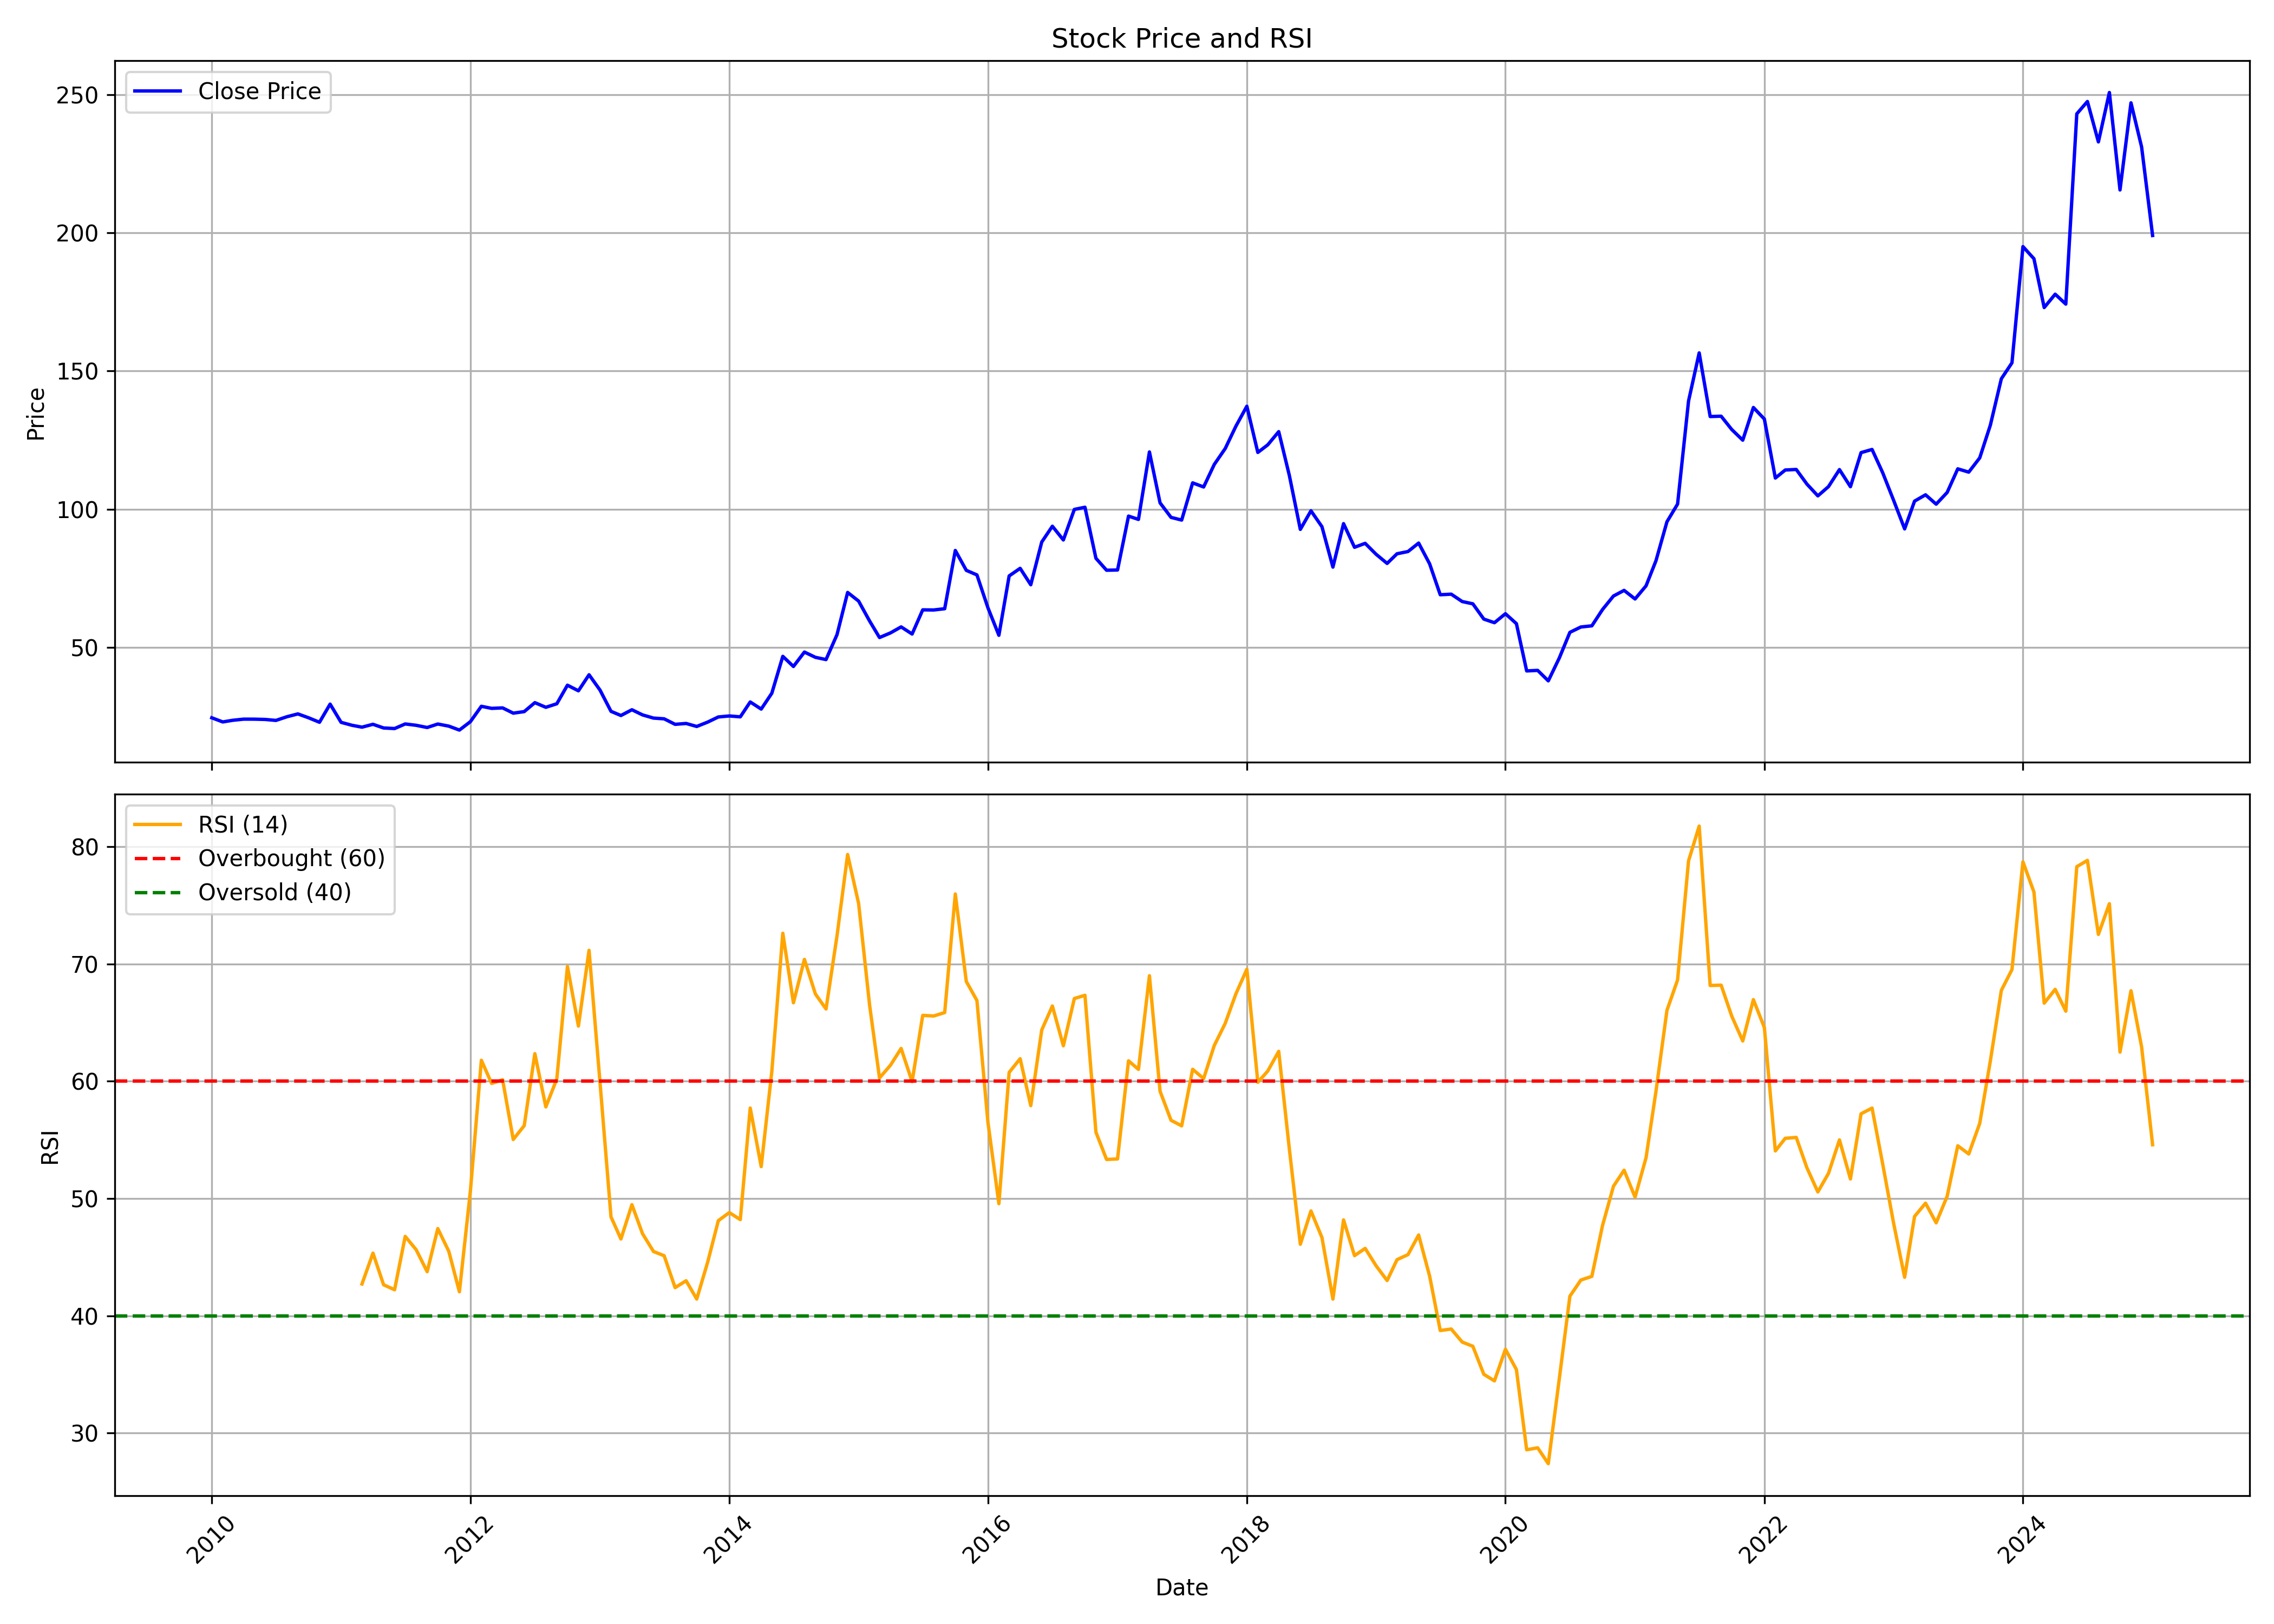 Stock Price and RSI
Close Price
250
200
150
100
50
Price
RSI (14)
Overbought (60)
Oversold (40)
80
70
60
50
40
30
RSI
2010
2012
2014
2016
2018
2020
2022
2024
Date